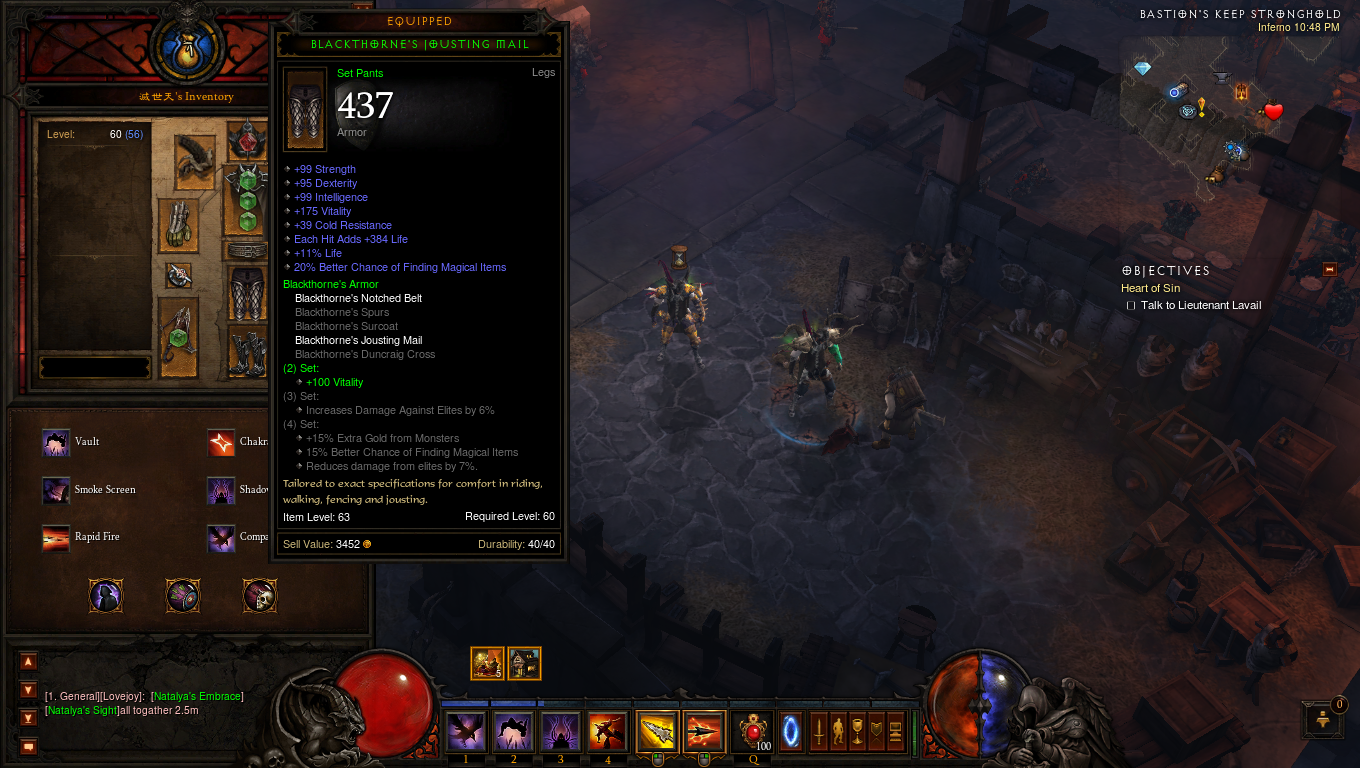 EQUIPPED
BLACKTHORNE'S JOUSTING MAIL
Set Pants
Legs
437
Armor
+99 Strength
+95 Dexterity
+99 Intelligence
+175 Vitality
+39 Cold Resistance
Each Hit Adds +384 Life
+11% Life
20% Better Chance of Finding Magical Items
Blackthorne's Armor
Blackthorne's Notched Belt
Blackthorne's Spurs
Blackthorne's Surcoat
Blackthorne's Jousting Mail
Blackthorne's Duncraig Cross
(2) Set:
+100 Vitality
(3) Set:
Increases Damage Against Elites by 6%
(4) Set:
+15% Extra Gold from Monsters
15% Better Chance of Finding Magical Items
Reduces damage from elites by 7%.
Tailored to exact specifications for comfort in riding,
walking, fencing and jousting.
Item Level: 63
Required Level: 60
Sell Value: 3452
Durability: 40/40
滅世天's Inventory
Level: 60 (56)
Vault
Chakr
Smoke Screen
Shadov
Rapid Fire
Compa
[1. General][Lovejoy]: [Natalya's Embrace]
[Natalya's Sight]all togather 2.5m
5
1
2
3
4
100
Q
BASTION'S KEEP STRONGHOLD
Inferno 10:48 PM
OBJECTIVES
Heart of Sin
Talk to Lieutenant Lavail
0